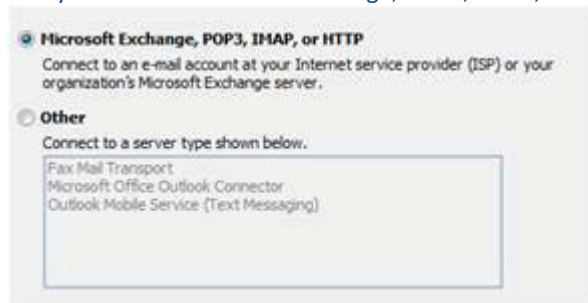 Microsoft Exchange, POP3, IMAP, or HTTP
Connect to an e-mail account at your Internet service provider (ISP) or your
organization's Microsoft Exchange server.
Other
Connect to a server type shown below.
Fax Mail Transport
Microsoft Office Outlook Connector
Outlook Mobile Service (Text Messaging)